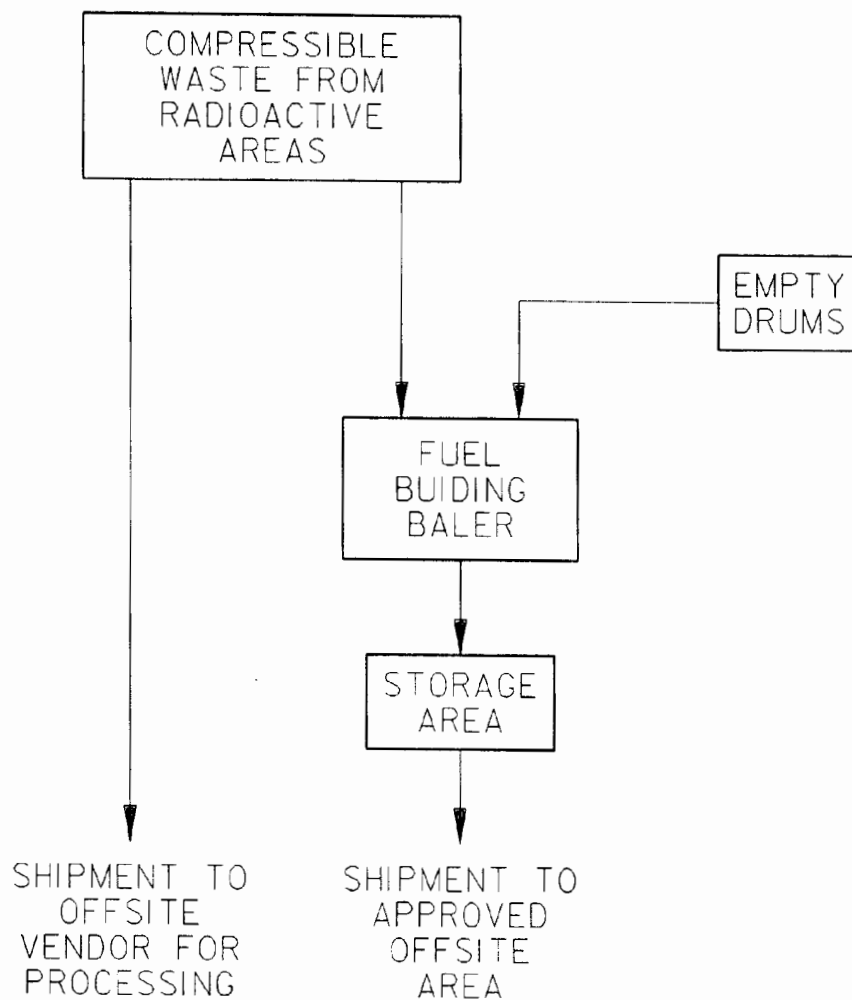 COMPRESSIBLE
WASTE FROM
RADIOACTIVE
AREAS
EMPTY
DRUMS
FUEL
BUIDING
BALER
STORAGE
AREA
SHIPMENT TO
OFFSITE
VENDOR FOR
PROCESSING
SHIPMENT TO
APPROVED
OFFSITE
AREA